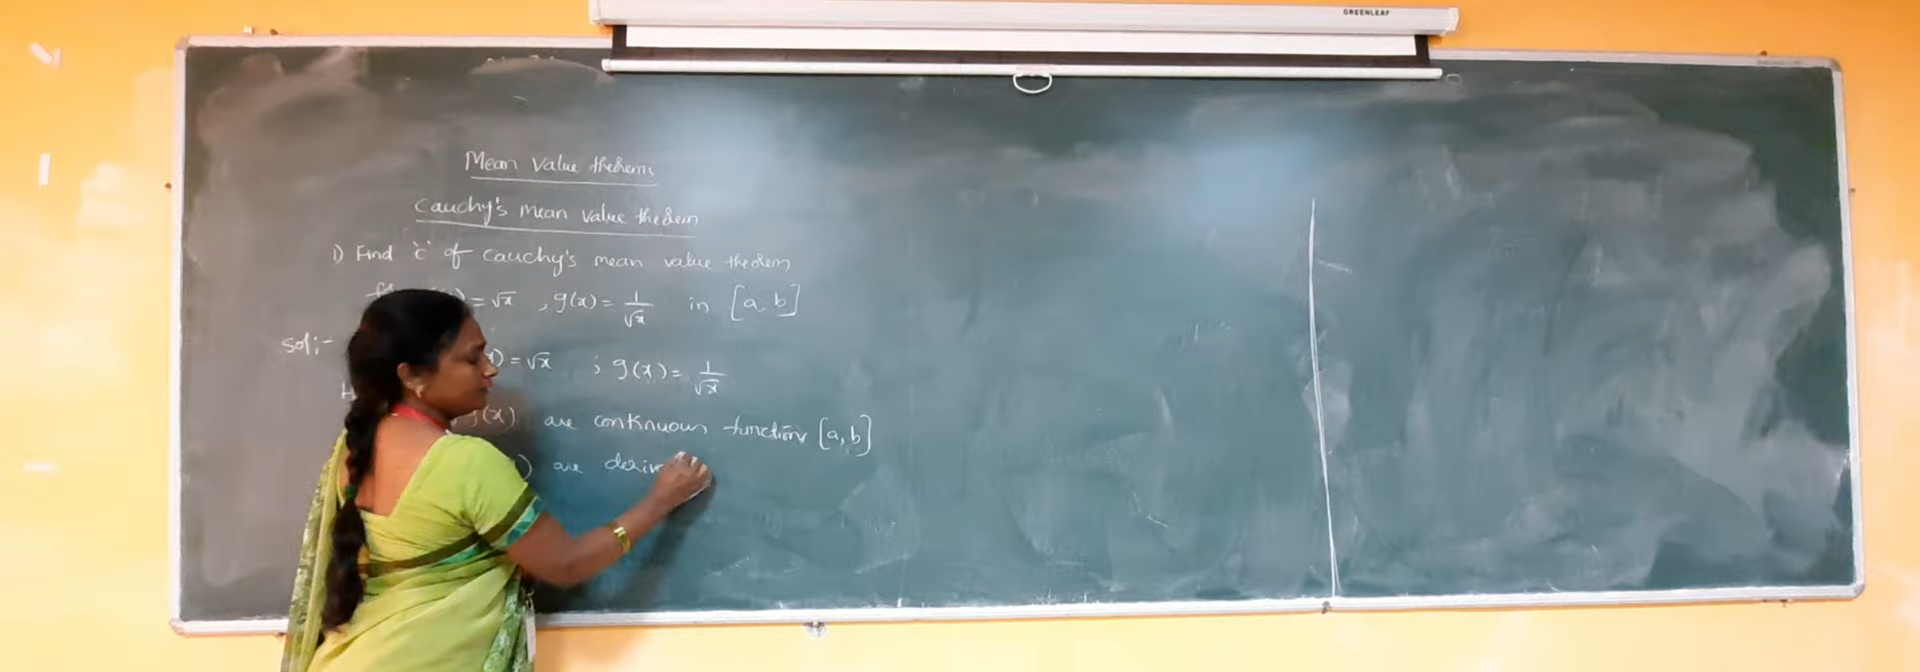 GREENLEAF
Mean Value theorems
Cauchy's mean value theorem
1) Find 'c' of cauchy's mean value theorem
= √x , g(x) = 1/√x in [a, b]
Sol:-
x) = √x ; g(x) = 1/√x
g(x) are continuous function [a, b]
) are deriv